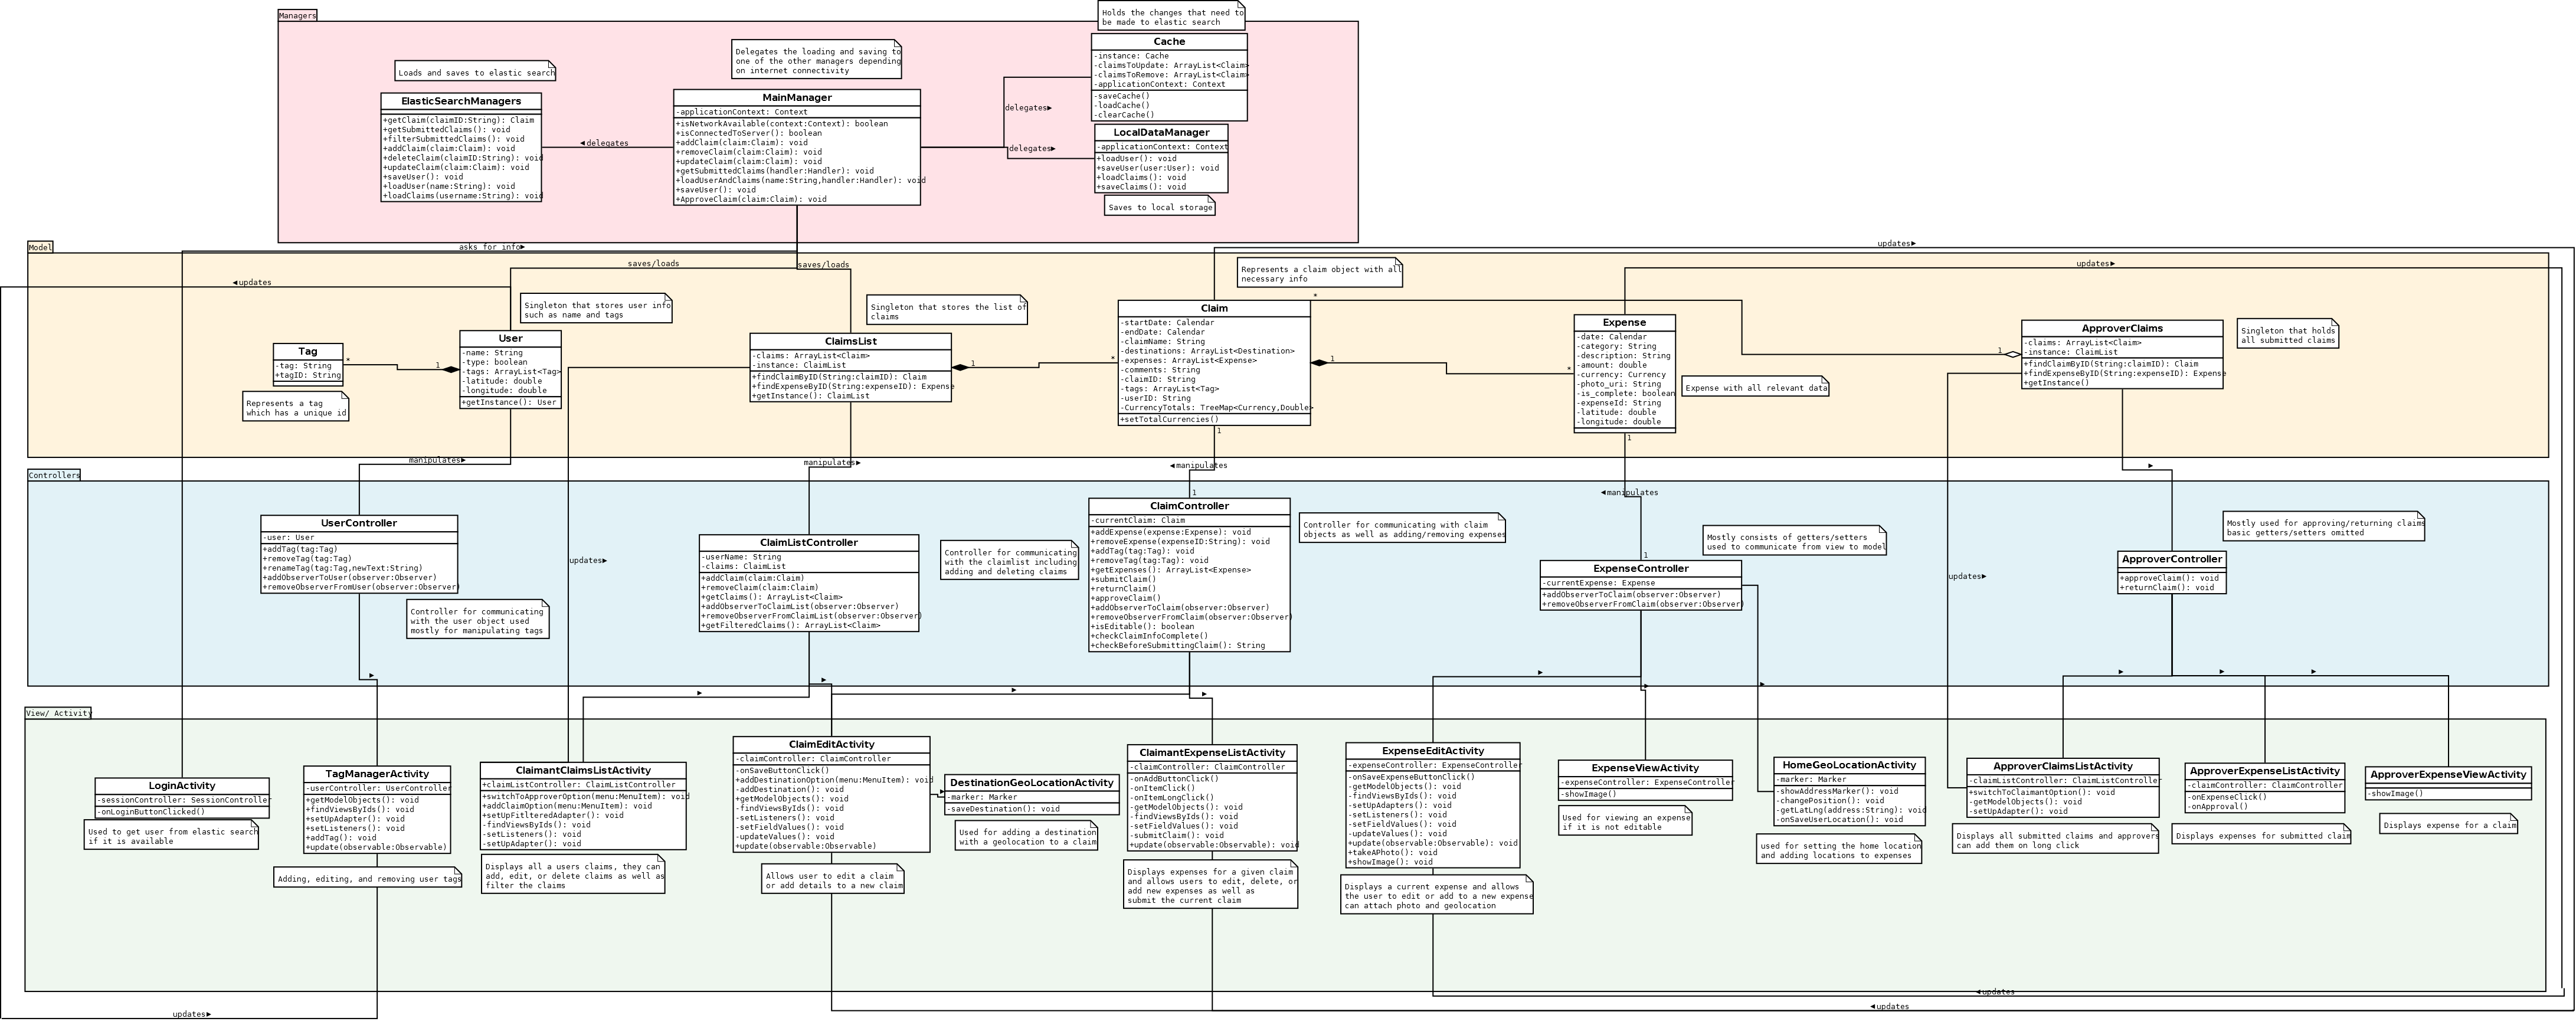 Managers
Holds the changes that need to
be made to elastic search
Cache
-instance: Cache
-claimsToUpdate: ArrayList<Claim>
-claimsToRemove: ArrayList<Claim>
-applicationContext: Context
-saveCache()
-loadCache()
-clearCache()
Delegates the loading and saving to
one of the other managers depending
on internet connectivity
Loads and saves to elastic search
ElasticSearchManagers
+getClaim(claimID:String): Claim
+getSubmittedClaims(): void
+filterSubmittedClaims(): void
+addClaim(claim:Claim): void
+deleteClaim(claimID:String): void
+updateClaim(claim:Claim): void
+saveUser(): void
+loadUser(name:String): void
+loadClaims(username:String): void
◄delegates
MainManager
-applicationContext: Context
+isNetworkAvailable(context:Context): boolean
+isConnectedToServer(): boolean
+addClaim(claim:Claim): void
+removeClaim(claim:Claim): void
+updateClaim(claim:Claim): void
+getSubmittedClaims(handler:Handler): void
+loadUserAndClaims(name:String,handler:Handler): void
+saveUser(): void
+ApproveClaim(claim:Claim): void
delegates►
delegates►
LocalDataManager
-applicationContext: Context
+loadUser(): void
+saveUser(user:User): void
+loadClaims(): void
+saveClaims(): void
Saves to local storage
Model
asks for info►
updates►
saves/loads
saves/loads
updates►
◄updates
Represents a claim object with all
necessary info
Singleton that stores user info
such as name and tags
Singleton that stores the list of
claims
Tag
-tag: String
+tagID: String
*
1
Represents a tag
which has a unique id
User
-name: String
-type: boolean
-tags: ArrayList<Tag>
-latitude: double
-longitude: double
+getInstance(): User
ClaimsList
-claims: ArrayList<Claim>
-instance: ClaimList
+findClaimByID(String:claimID): Claim
+findExpenseByID(String:expenseID): Expense
+getInstance(): ClaimList
1
*
*
Claim
-startDate: Calendar
-endDate: Calendar
-claimName: String
-destinations: ArrayList<Destination>
-expenses: ArrayList<Expense>
-comments: String
-claimID: String
-tags: ArrayList<Tag>
-userID: String
-CurrencyTotals: TreeMap<Currency,Double>
+setTotalCurrencies()
1
1
*
Expense
-date: Calendar
-category: String
-description: String
-amount: double
-currency: Currency
-photo_uri: String
-is_complete: boolean
-expenseId: String
-latitude: double
-longitude: double
1
Expense with all relevant data
1
ApproverClaims
-claims: ArrayList<Claim>
-instance: ClaimList
+findClaimByID(String:claimID): Claim
+findExpenseByID(String:expenseID): Expense
+getInstance()
Singleton that holds
all submitted claims
manipulates►
manipulates►
◄manipulates
◄manipulates
Controllers
UserController
-user: User
+addTag(tag:Tag)
+removeTag(tag:Tag)
+renameTag(tag:Tag,newText:String)
+addObserverToUser(observer:Observer)
+removeObserverFromUser(observer:Observer)
Controller for communicating
with the user object used
mostly for manipulating tags
updates►
ClaimListController
-userName: String
-claims: ClaimList
+addClaim(claim:Claim)
+removeClaim(claim:Claim)
+getClaims(): ArrayList<Claim>
+addObserverToClaimList(observer:Observer)
+removeObserverFromClaimList(observer:Observer)
+getFilteredClaims(): ArrayList<Claim>
Controller for communicating
with the claimlist including
adding and deleting claims
1
ClaimController
-currentClaim: Claim
+addExpense(expense:Expense): void
+removeExpense(expenseID:String): void
+addTag(tag:Tag): void
+removeTag(tag:Tag): void
+getExpenses(): ArrayList<Expense>
+submitClaim()
+returnClaim()
+approveClaim()
+addObserverToClaim(observer:Observer)
+removeObserverFromClaim(observer:Observer)
+isEditable(): boolean
+checkClaimInfoComplete()
+checkBeforeSubmittingClaim(): String
Controller for communicating with claim
objects as well as adding/removing expenses
1
ExpenseController
-currentExpense: Expense
+addObserverToClaim(observer:Observer)
+removeObserverFromClaim(observer:Observer)
Mostly consists of getters/setters
used to communicate from view to model
updates►
ApproverController
+approveClaim(): void
+returnClaim(): void
Mostly used for approving/returning claims
basic getters/setters omitted
View/ Activity
LoginActivity
-sessionController: SessionController
-onLoginButtonClicked()
Used to get user from elastic search
if it is available
TagManagerActivity
-userController: UserController
+getModelObjects(): void
+findViewsByIds(): void
+setUpAdapter(): void
+setListeners(): void
+addTag(): void
+update(observable:Observable)
Adding, editing, and removing user tags
ClaimantClaimsListActivity
+claimListController: ClaimListController
+switchToApproverOption(menu:MenuItem): void
+addClaimOption(menu:MenuItem): void
+setUpFitlteredAdapter(): void
-findViewsByIds(): void
-setListeners(): void
-setUpAdapter(): void
Displays all a users claims, they can
add, edit, or delete claims as well as
filter the claims
ClaimEditActivity
-claimController: ClaimController
-onSaveButtonClick()
+addDestinationOption(menu:MenuItem): void
-addDestination(): void
+getModelObjects(): void
-findViewsByIds(): void
-setListeners(): void
-setFieldValues(): void
-updateValues(): void
+update(observable:Observable)
Allows user to edit a claim
or add details to a new claim
DestinationGeoLocationActivity
-marker: Marker
-saveDestination(): void
Used for adding a destination
with a geolocation to a claim
ClaimantExpenseListActivity
-claimController: ClaimController
-onAddButtonClick()
-onItemClick()
-onItemLongClick()
-getModelObjects(): void
-findViewsByIds(): void
-setFieldValues(): void
-submitClaim(): void
+update(observable:Observable): void
Displays expenses for a given claim
and allows users to edit, delete, or
add new expenses as well as
submit the current claim
ExpenseEditActivity
-expenseController: ExpenseController
-onSaveExpenseButtonClick()
-getModelObjects(): void
-findViewsByIds(): void
-setUpAdapters(): void
-setListeners(): void
-setFieldValues(): void
-updateValues(): void
+update(observable:Observable): void
+takeAPhoto(): void
+showImage(): void
Displays a current expense and allows
the user to edit or add to a new expense
can attach photo and geolocation
ExpenseViewActivity
-expenseController: ExpenseController
-showImage()
Used for viewing an expense
if it is not editable
HomeGeoLocationActivity
-marker: Marker
-showAddressMarker(): void
-changePosition(): void
-getLatLng(address:String): void
-onSaveUserLocation(): void
used for setting the home location
and adding locations to expenses
ApproverClaimsListActivity
-claimListController: ClaimListController
+switchToClaimantOption(): void
-getModelObjects(): void
-setUpAdapter(): void
Displays all submitted claims and approvers
can add them on long click
ApproverExpenseListActivity
-claimController: ClaimController
-onExpenseClick()
-onApproval()
Displays expenses for submitted claim
ApproverExpenseViewActivity
-showImage()
Displays expense for a claim
◄updates
◄updates
updates►